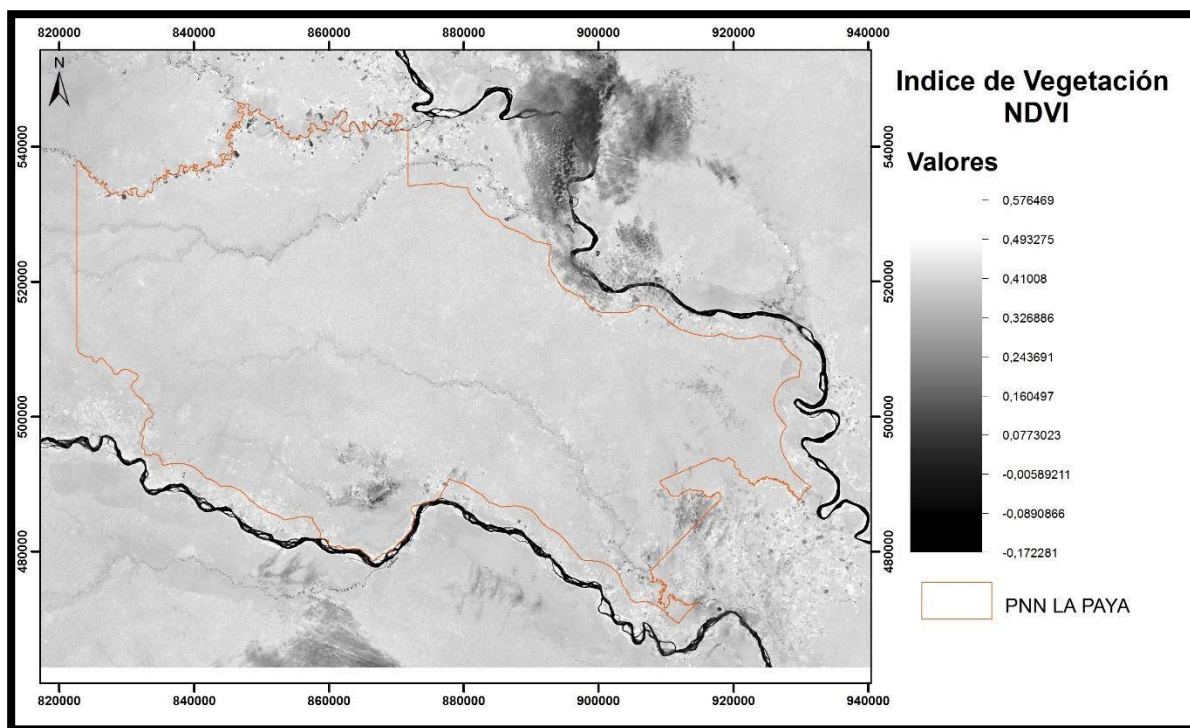 820000 840000 860000 880000 900000 920000 940000
N
540000 540000
520000 520000
500000 500000
480000 480000
820000 840000 860000 880000 900000 920000 940000
Indice de Vegetación
NDVI
Valores
0,576469
0,493275
0,41008
0,326886
0,243691
0,160497
0,0773023
-0,00589211
-0,0890866
-0,172281
PNN LA PAYA